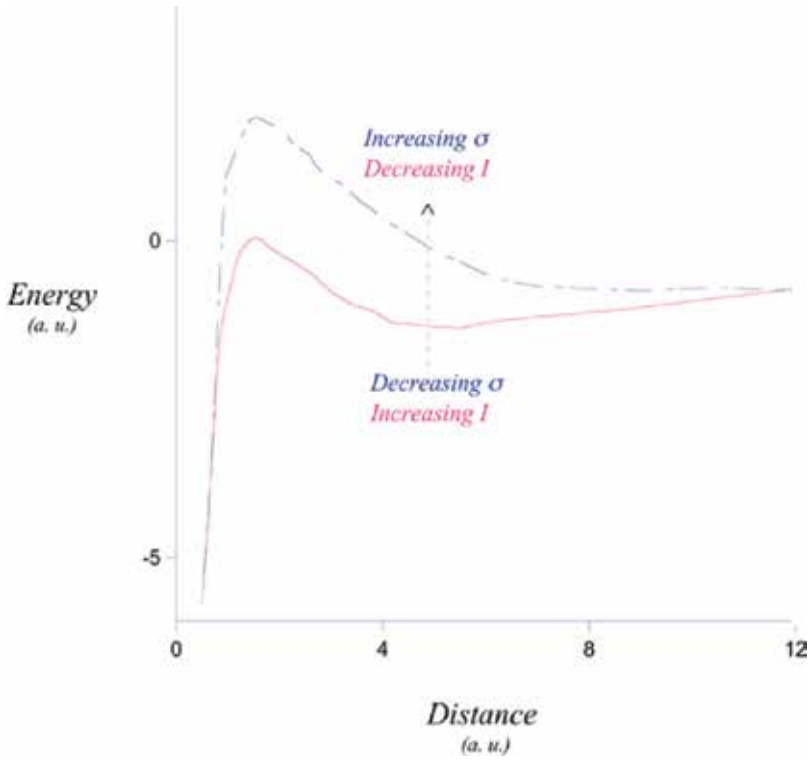 Increasing σ
Decreasing I
0
Energy
(a. u.)
Decreasing σ
Increasing I
-5
0 4 8 12
Distance
(a. u.)